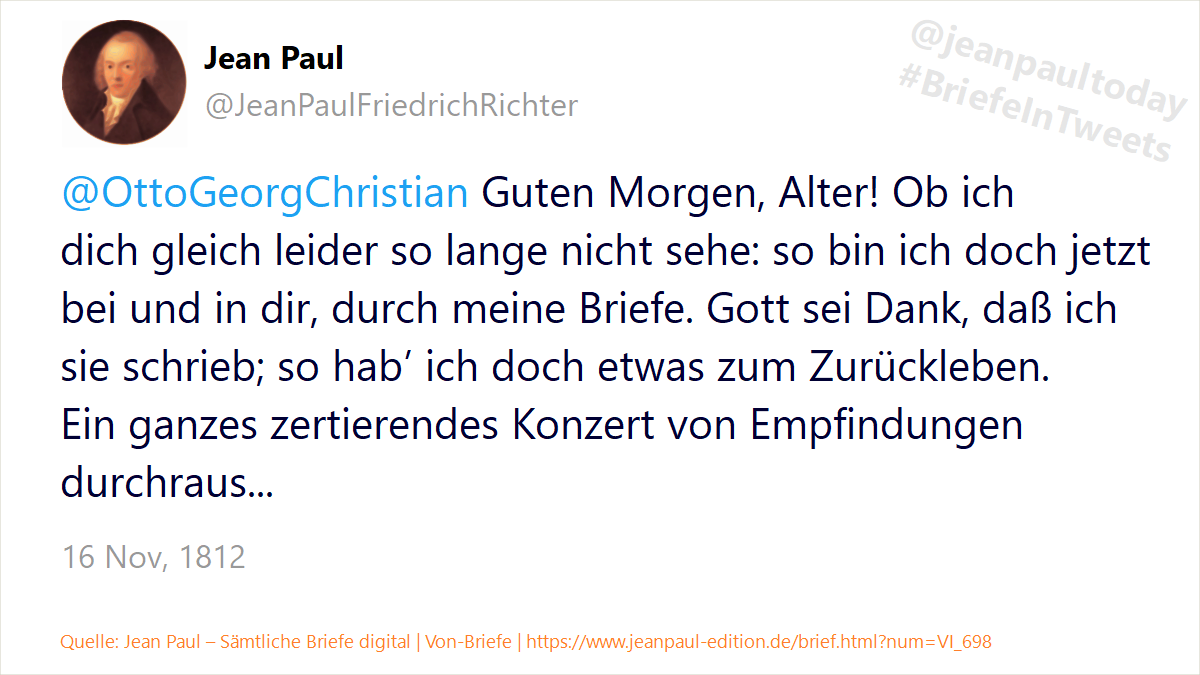 Jean Paul
@JeanPaulFriedrichRichter
@jeanpaultoday
#BriefeInTweets
@OttoGeorgChristian Guten Morgen, Alter! Ob ich
dich gleich leider so lange nicht sehe: so bin ich doch jetzt
bei und in dir, durch meine Briefe. Gott sei Dank, daß ich
sie schrieb; so hab’ ich doch etwas zum Zurückleben.
Ein ganzes zertierendes Konzert von Empfindungen
durchraus...
16 Nov, 1812
Quelle: Jean Paul – Sämtliche Briefe digital | Von-Briefe | https://www.jeanpaul-edition.de/brief.html?num=VI_698